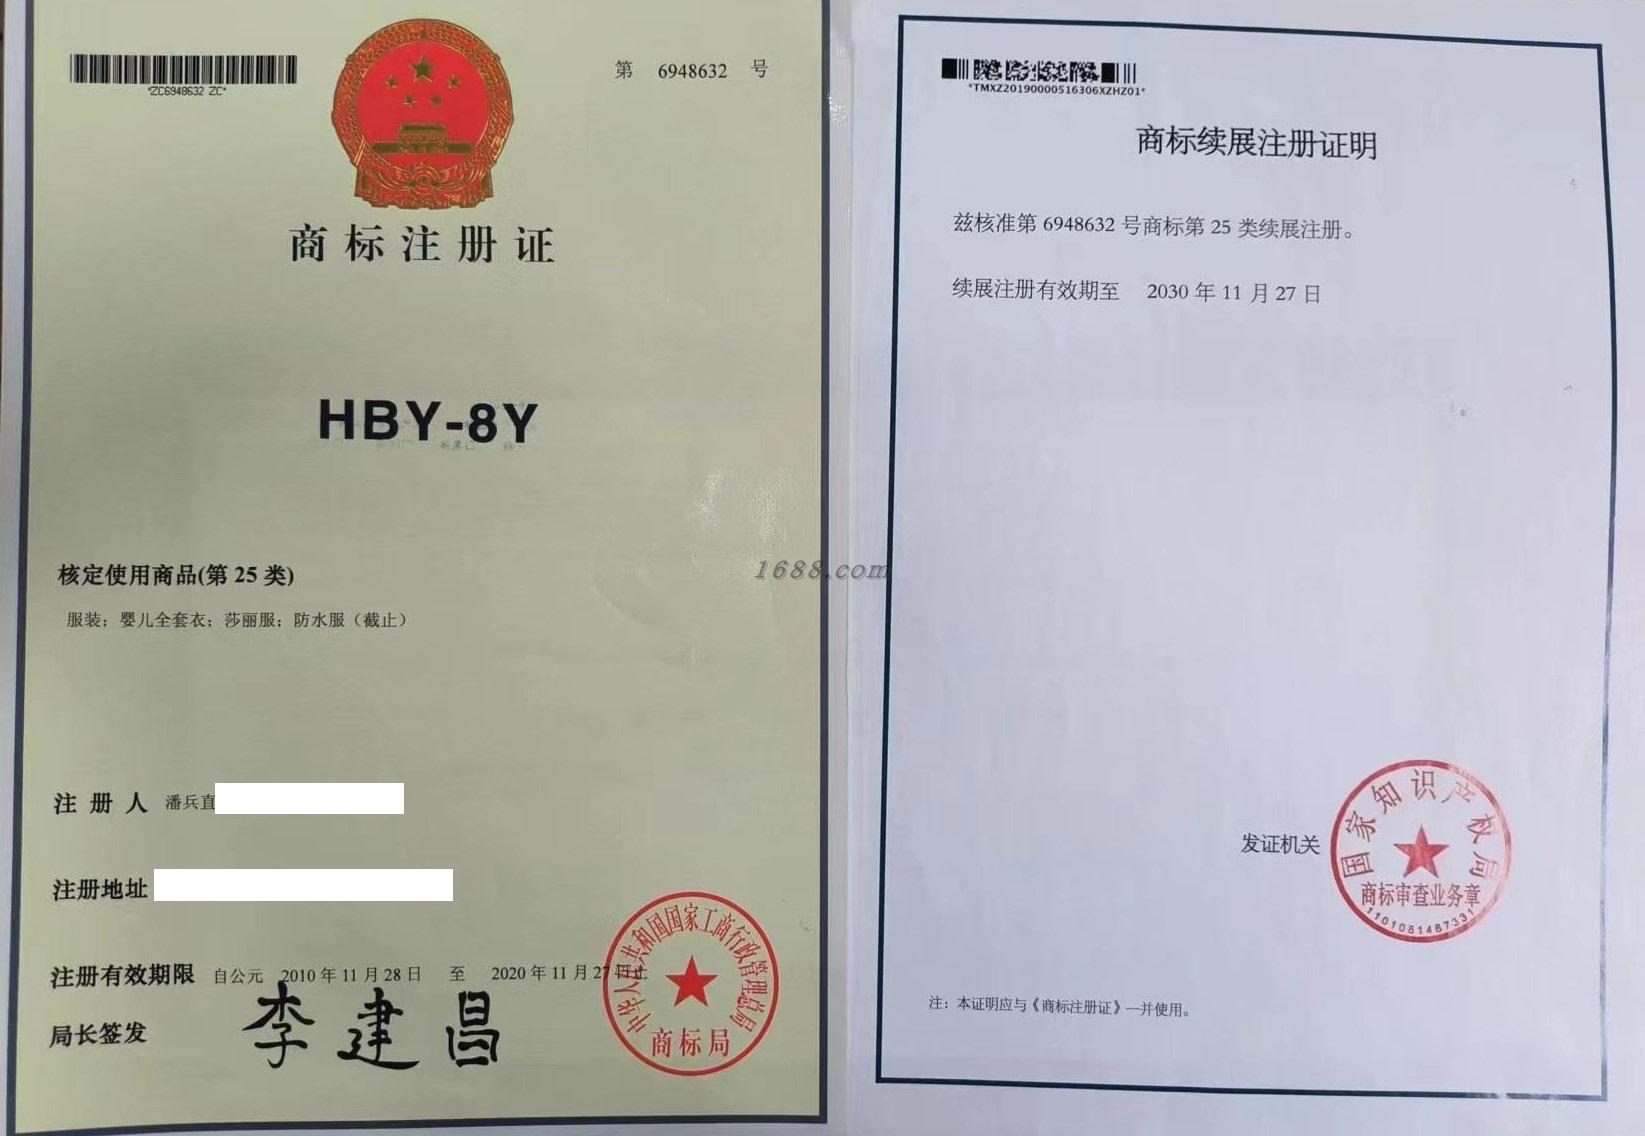 *ZC6948632 ZC*
第 6948632 号
商标注册证
HBY-8Y
核定使用商品(第 25 类)
服装；婴儿全套衣；莎丽服；防水服（截止）
注 册 人 潘兵直
注册地址
注册有效期限 自公元 2010 年 11 月 28 日 至 2020 年 11 月 27 日止
局长签发 李建昌
中华人民共和国国家工商行政管理总局
商标局
1688.com
*TMXZ20190000516306XZHZ01*
商标续展注册证明
兹核准第 6948632 号商标第 25 类续展注册。
续展注册有效期至 2030 年 11 月 27 日
发证机关
国家知识产权局
商标审查业务章
1101081467331
注：本证明应与《商标注册证》一并使用。